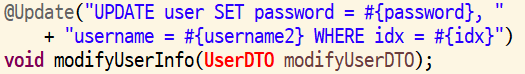 @Update("UPDATE user SET password = #{password}, "
+ "username = #{username2} WHERE idx = #{idx}")
void modifyUserInfo(UserDTO modifyUserDTO);